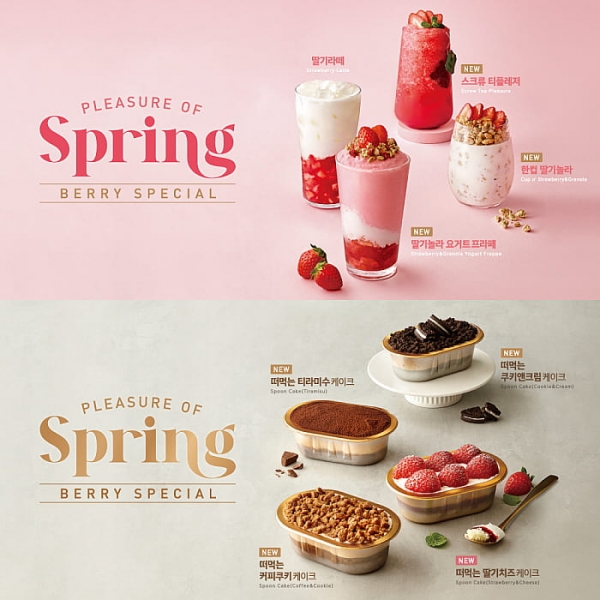 PLEASURE OF
Spring
BERRY SPECIAL
딸기라떼
Strawberry Latte
NEW
스크류 티플레저
Screw Tea Pleasure
NEW
한컵 딸기놀라
Cup of Strawberry&Granola
NEW
딸기놀라 요거트프라페
Strawberry&Granola Yogurt Frappe
PLEASURE OF
Spring
BERRY SPECIAL
NEW
떠먹는 티라미수케이크
Spoon Cake(Tiramisu)
NEW
떠먹는
쿠키앤크림케이크
Spoon Cake(Cookie&Cream)
NEW
떠먹는
커피쿠키케이크
Spoon Cake(Coffee&Cookie)
NEW
떠먹는 딸기치즈케이크
Spoon Cake(Strawberry&Cheese)